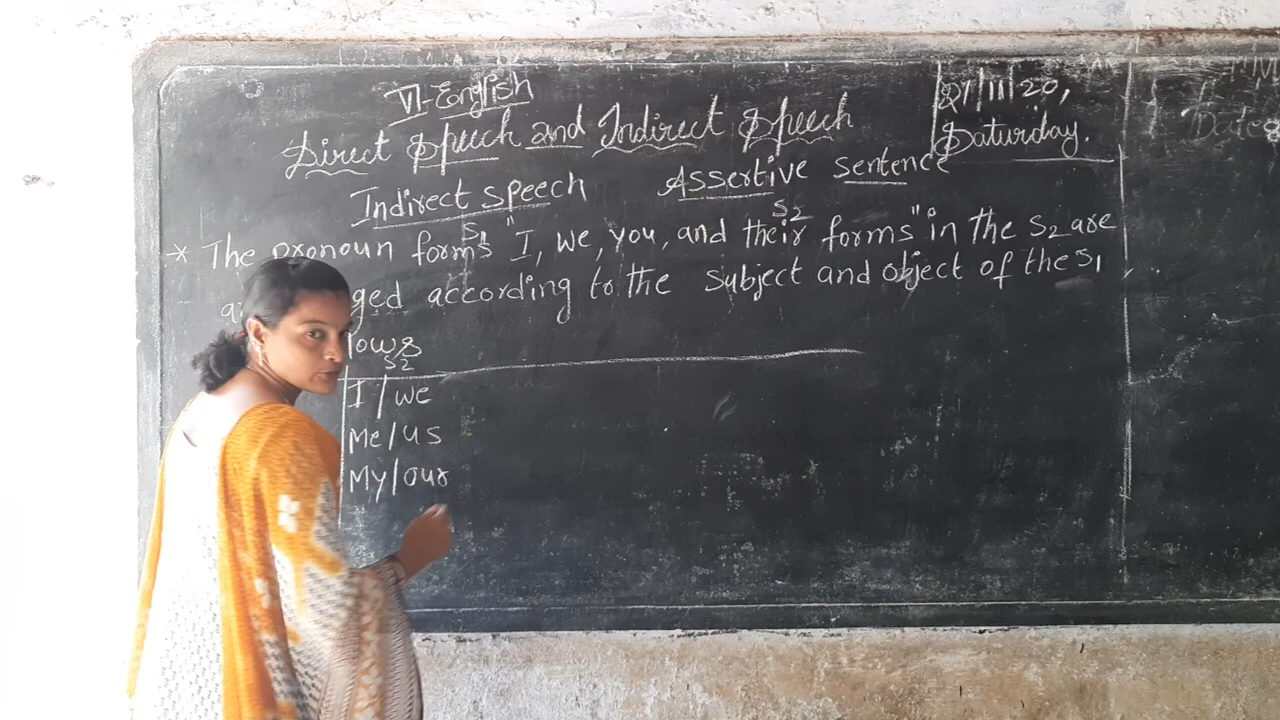 VI-English
21/11/20,
Saturday.
Direct Speech and Indirect Speech
Indirect speech Assertive sentence
S1 S2
* The pronoun forms "I, we, you, and their forms" in the S2 are
according to the subject and object of the S1
S2
I/we
Me/us
My/our
Date